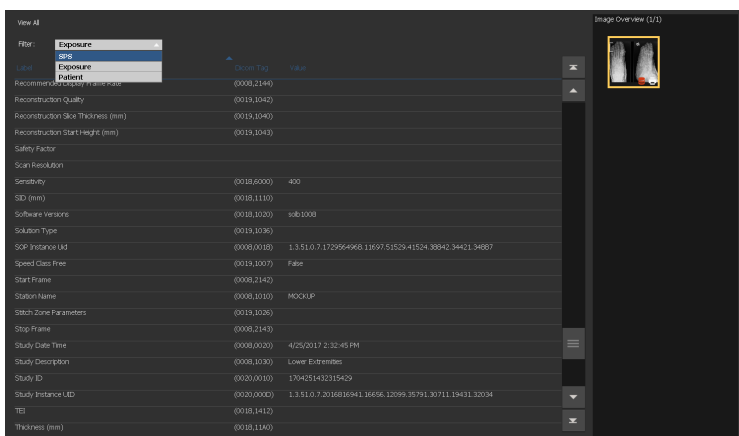 View All
Image Overview (1/1)
Filter: Exposure
SPS
Exposure
Patient
Label Dicom Tag Value
Recommended Display Frame Rate (0008,2144)
Reconstruction Quality (0019,1042)
Reconstruction Slice Thickness (mm) (0019,1040)
Reconstruction Start Height (mm) (0019,1043)
Safety Factor
Scan Resolution
Sensitivity (0018,6000) 400
SID (mm) (0018,1110)
Software Versions (0018,1020) solb1008
Solution Type (0019,1036)
SOP Instance Uid (0008,0018) 1.3.51.0.7.1729564968.11697.51529.41524.38842.34421.34887
Speed Class Free (0019,1007) False
Start Frame (0008,2142)
Station Name (0008,1010) MOCKUP
Stitch Zone Parameters (0019,1026)
Stop Frame (0008,2143)
Study Date Time (0008,0020) 4/25/2017 2:32:45 PM
Study Description (0008,1030) Lower Extremities
Study ID (0020,0010) 1704251432315429
Study Instance UID (0020,000D) 1.3.51.0.7.2016816941.16656.12099.35791.30711.19431.32034
TEI (0018,1412)
Thickness (mm) (0018,11A0)